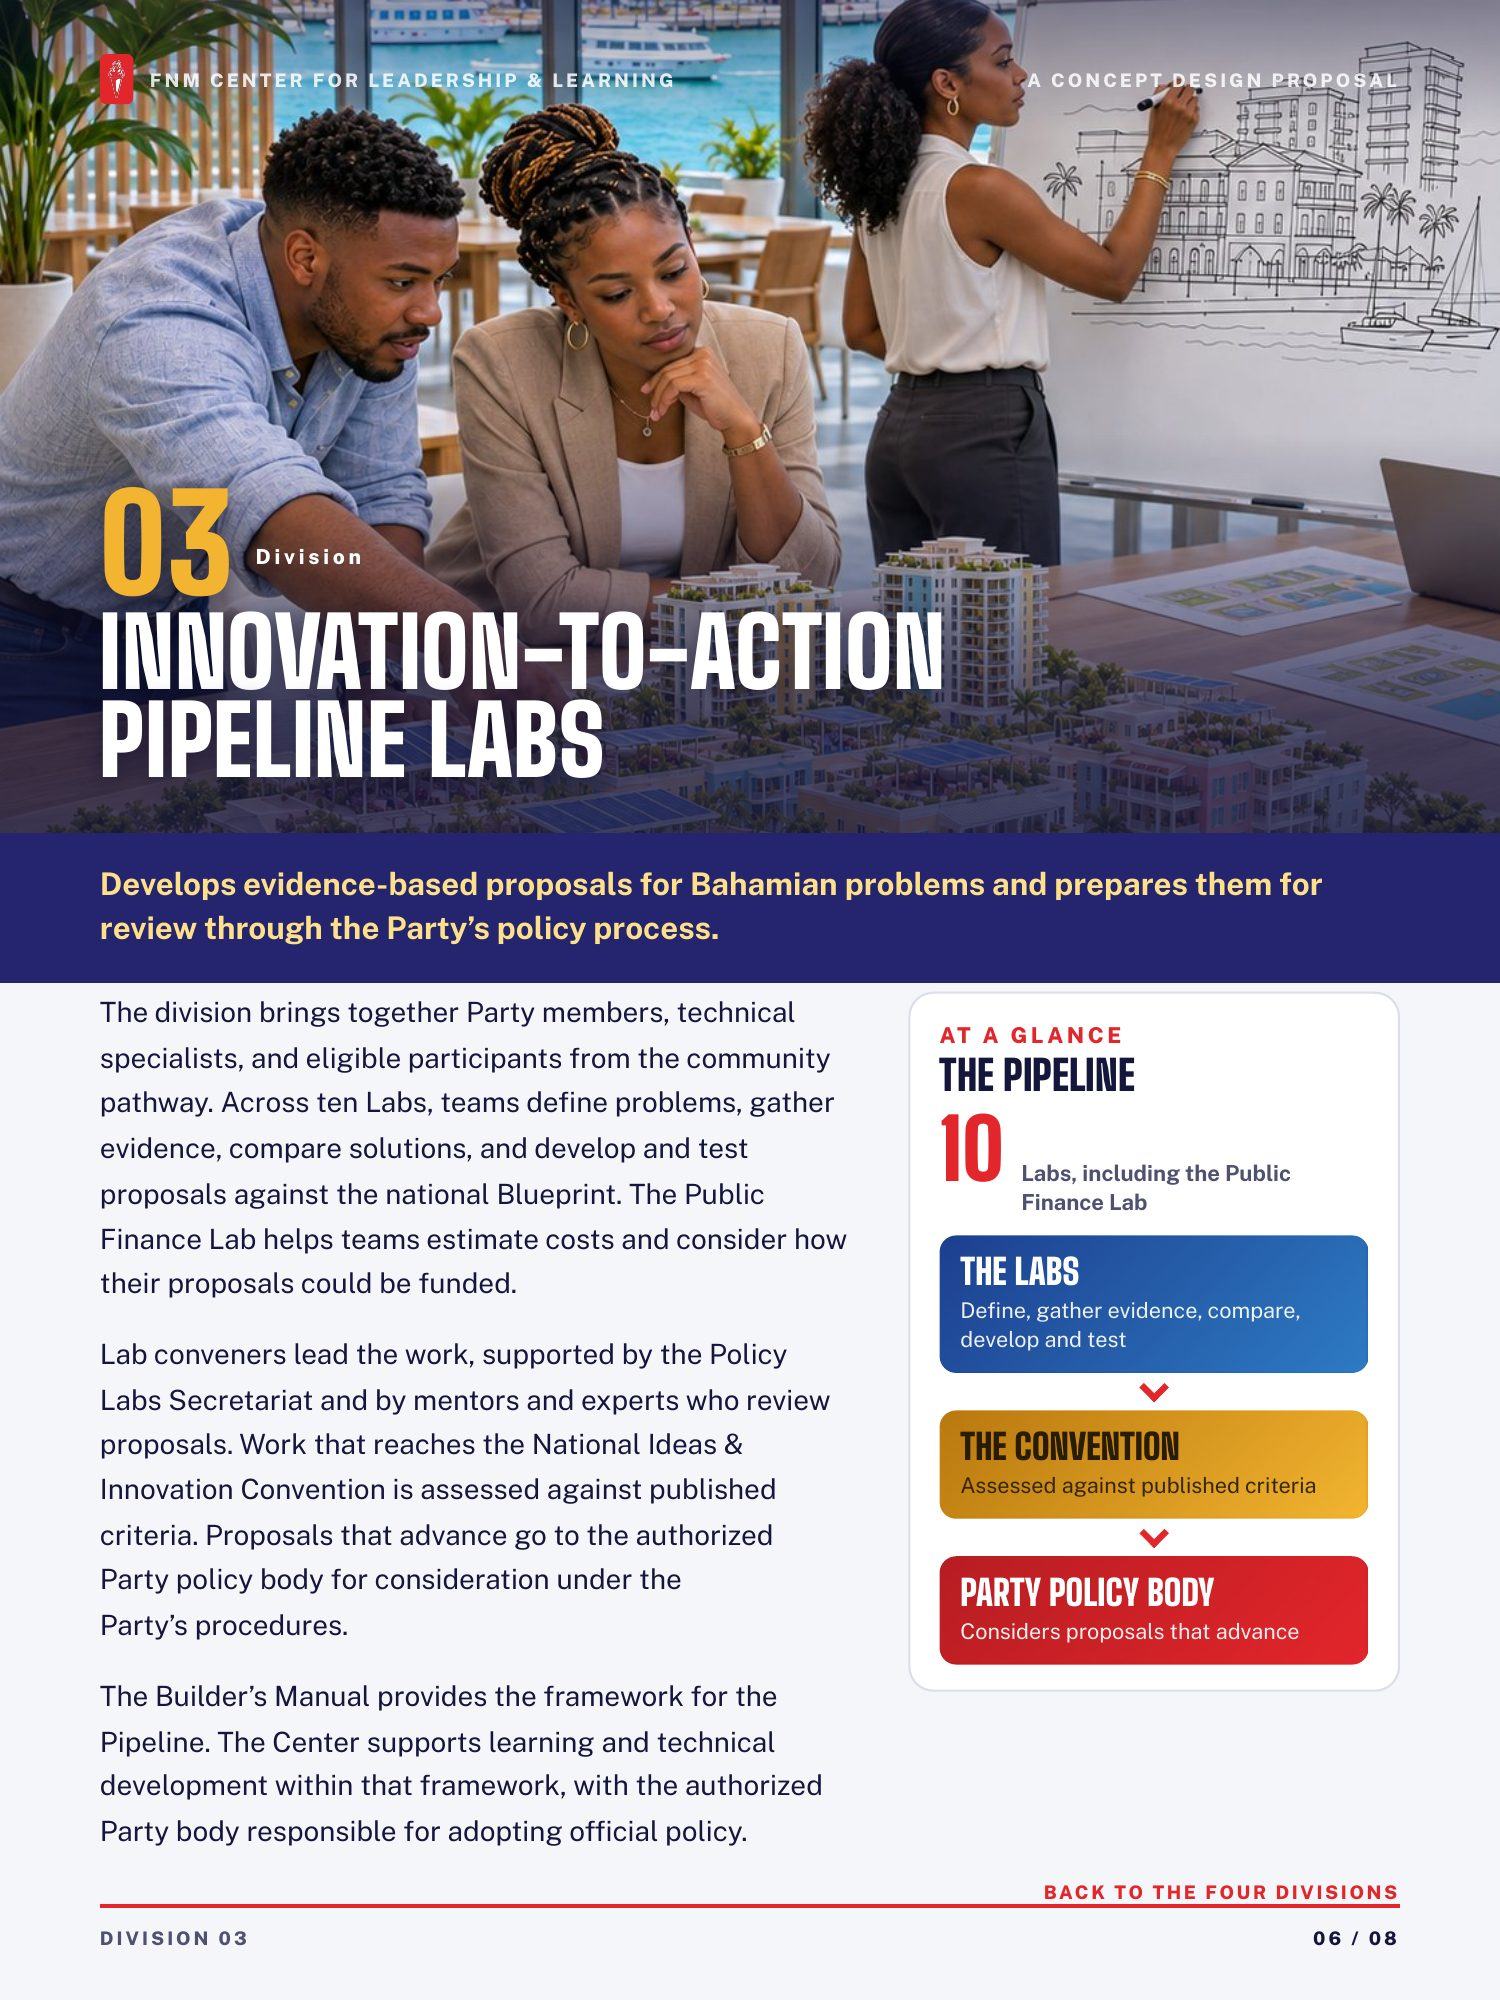 FNM CENTER FOR LEADERSHIP & LEARNING
A CONCEPT DESIGN PROPOSAL
03 Division
INNOVATION-TO-ACTION
PIPELINE LABS
Develops evidence-based proposals for Bahamian problems and prepares them for
review through the Party’s policy process.
The division brings together Party members, technical
specialists, and eligible participants from the community
pathway. Across ten Labs, teams define problems, gather
evidence, compare solutions, and develop and test
proposals against the national Blueprint. The Public
Finance Lab helps teams estimate costs and consider how
their proposals could be funded.
Lab conveners lead the work, supported by the Policy
Labs Secretariat and by mentors and experts who review
proposals. Work that reaches the National Ideas &
Innovation Convention is assessed against published
criteria. Proposals that advance go to the authorized
Party policy body for consideration under the
Party’s procedures.
The Builder’s Manual provides the framework for the
Pipeline. The Center supports learning and technical
development within that framework, with the authorized
Party body responsible for adopting official policy.
AT A GLANCE
THE PIPELINE
10 Labs, including the Public
Finance Lab
THE LABS
Define, gather evidence, compare,
develop and test
THE CONVENTION
Assessed against published criteria
PARTY POLICY BODY
Considers proposals that advance
BACK TO THE FOUR DIVISIONS
DIVISION 03
06 / 08